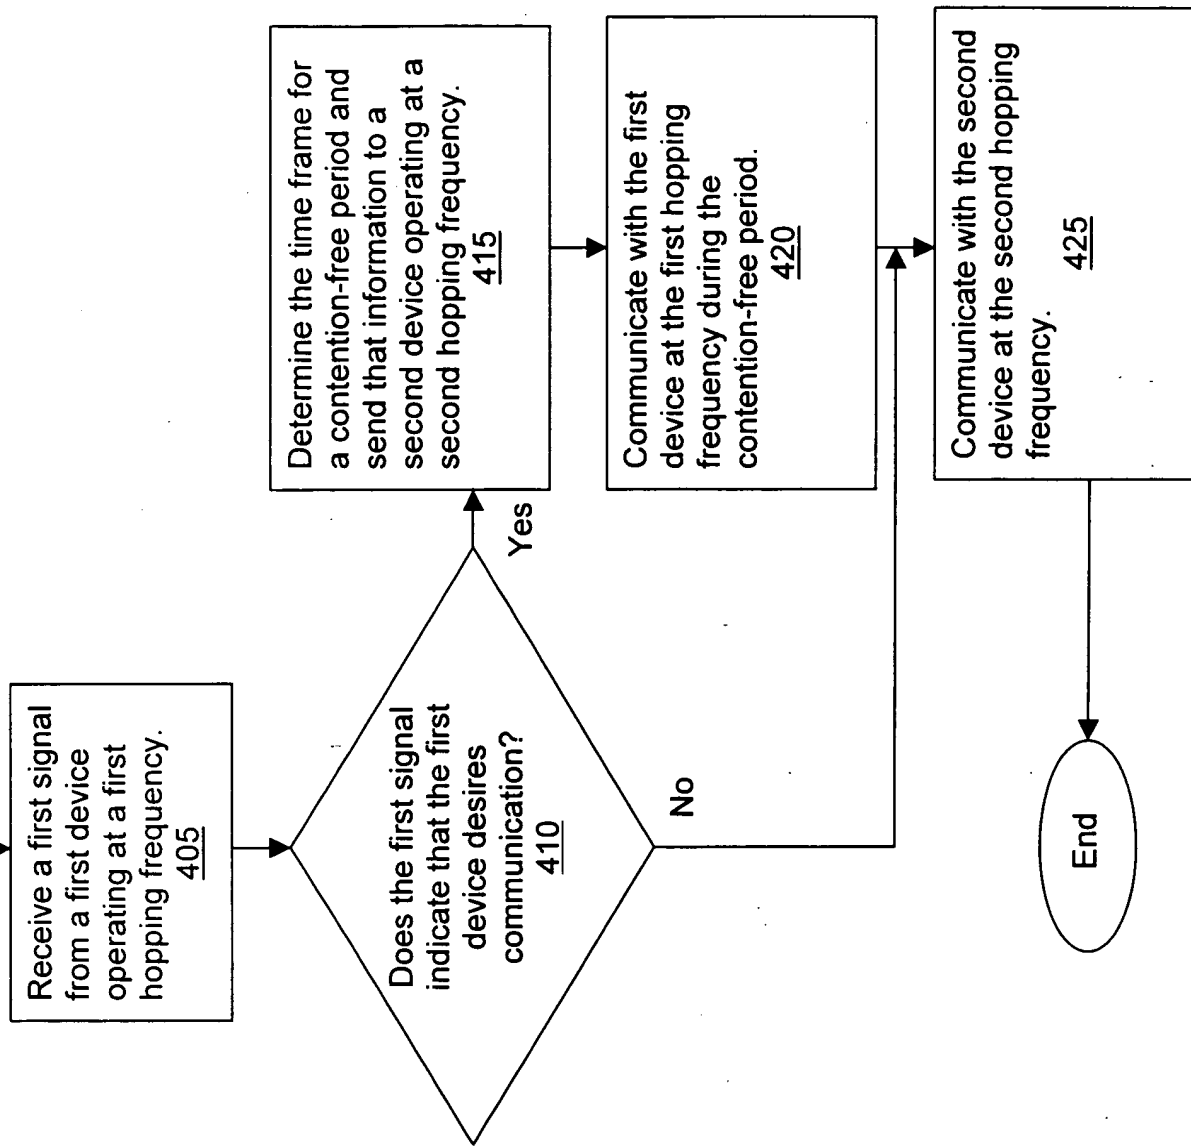 Receive a first signal
from a first device
operating at a first
hopping frequency.
405
Does the first signal
indicate that the first
device desires
communication?
410
Yes
No
Determine the time frame for
a contention-free period and
send that information to a
second device operating at a
second hopping frequency.
415
Communicate with the first
device at the first hopping
frequency during the
contention-free period.
420
Communicate with the second
device at the second hopping
frequency.
425
End